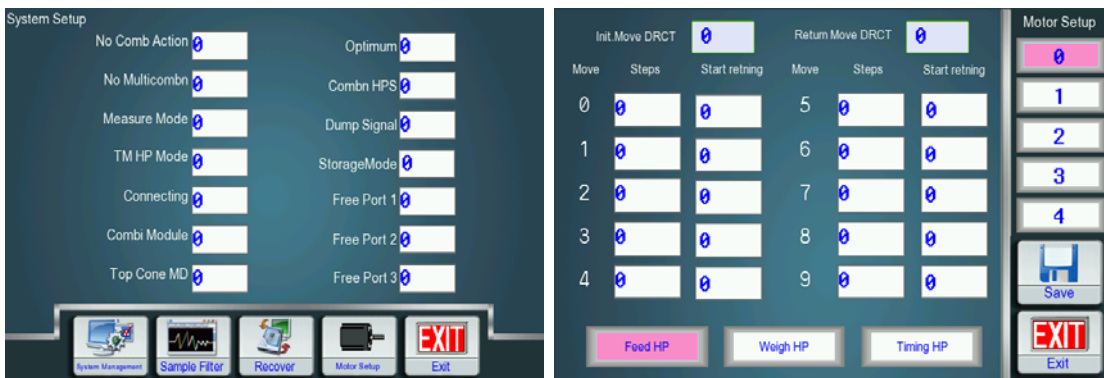 System Setup
No Comb Action 0 Optimum 0
No Multicombn 0 Combn HPS 0
Measure Mode 0 Dump Signal 0
TM HP Mode 0 StorageMode 0
Connecting 0 Free Port 1 0
Combi Module 0 Free Port 2 0
Top Cone MD 0 Free Port 3 0
System Management Sample Filter Recover Motor Setup EXIT Exit
Init.Move DRCT 0 Return Move DRCT 0
Move Steps Start retning Move Steps Start retning
0 0 0 5 0 0
1 0 0 6 0 0
2 0 0 7 0 0
3 0 0 8 0 0
4 0 0 9 0 0
Feed HP Weigh HP Timing HP
Motor Setup
0
1
2
3
4
Save
EXIT
Exit